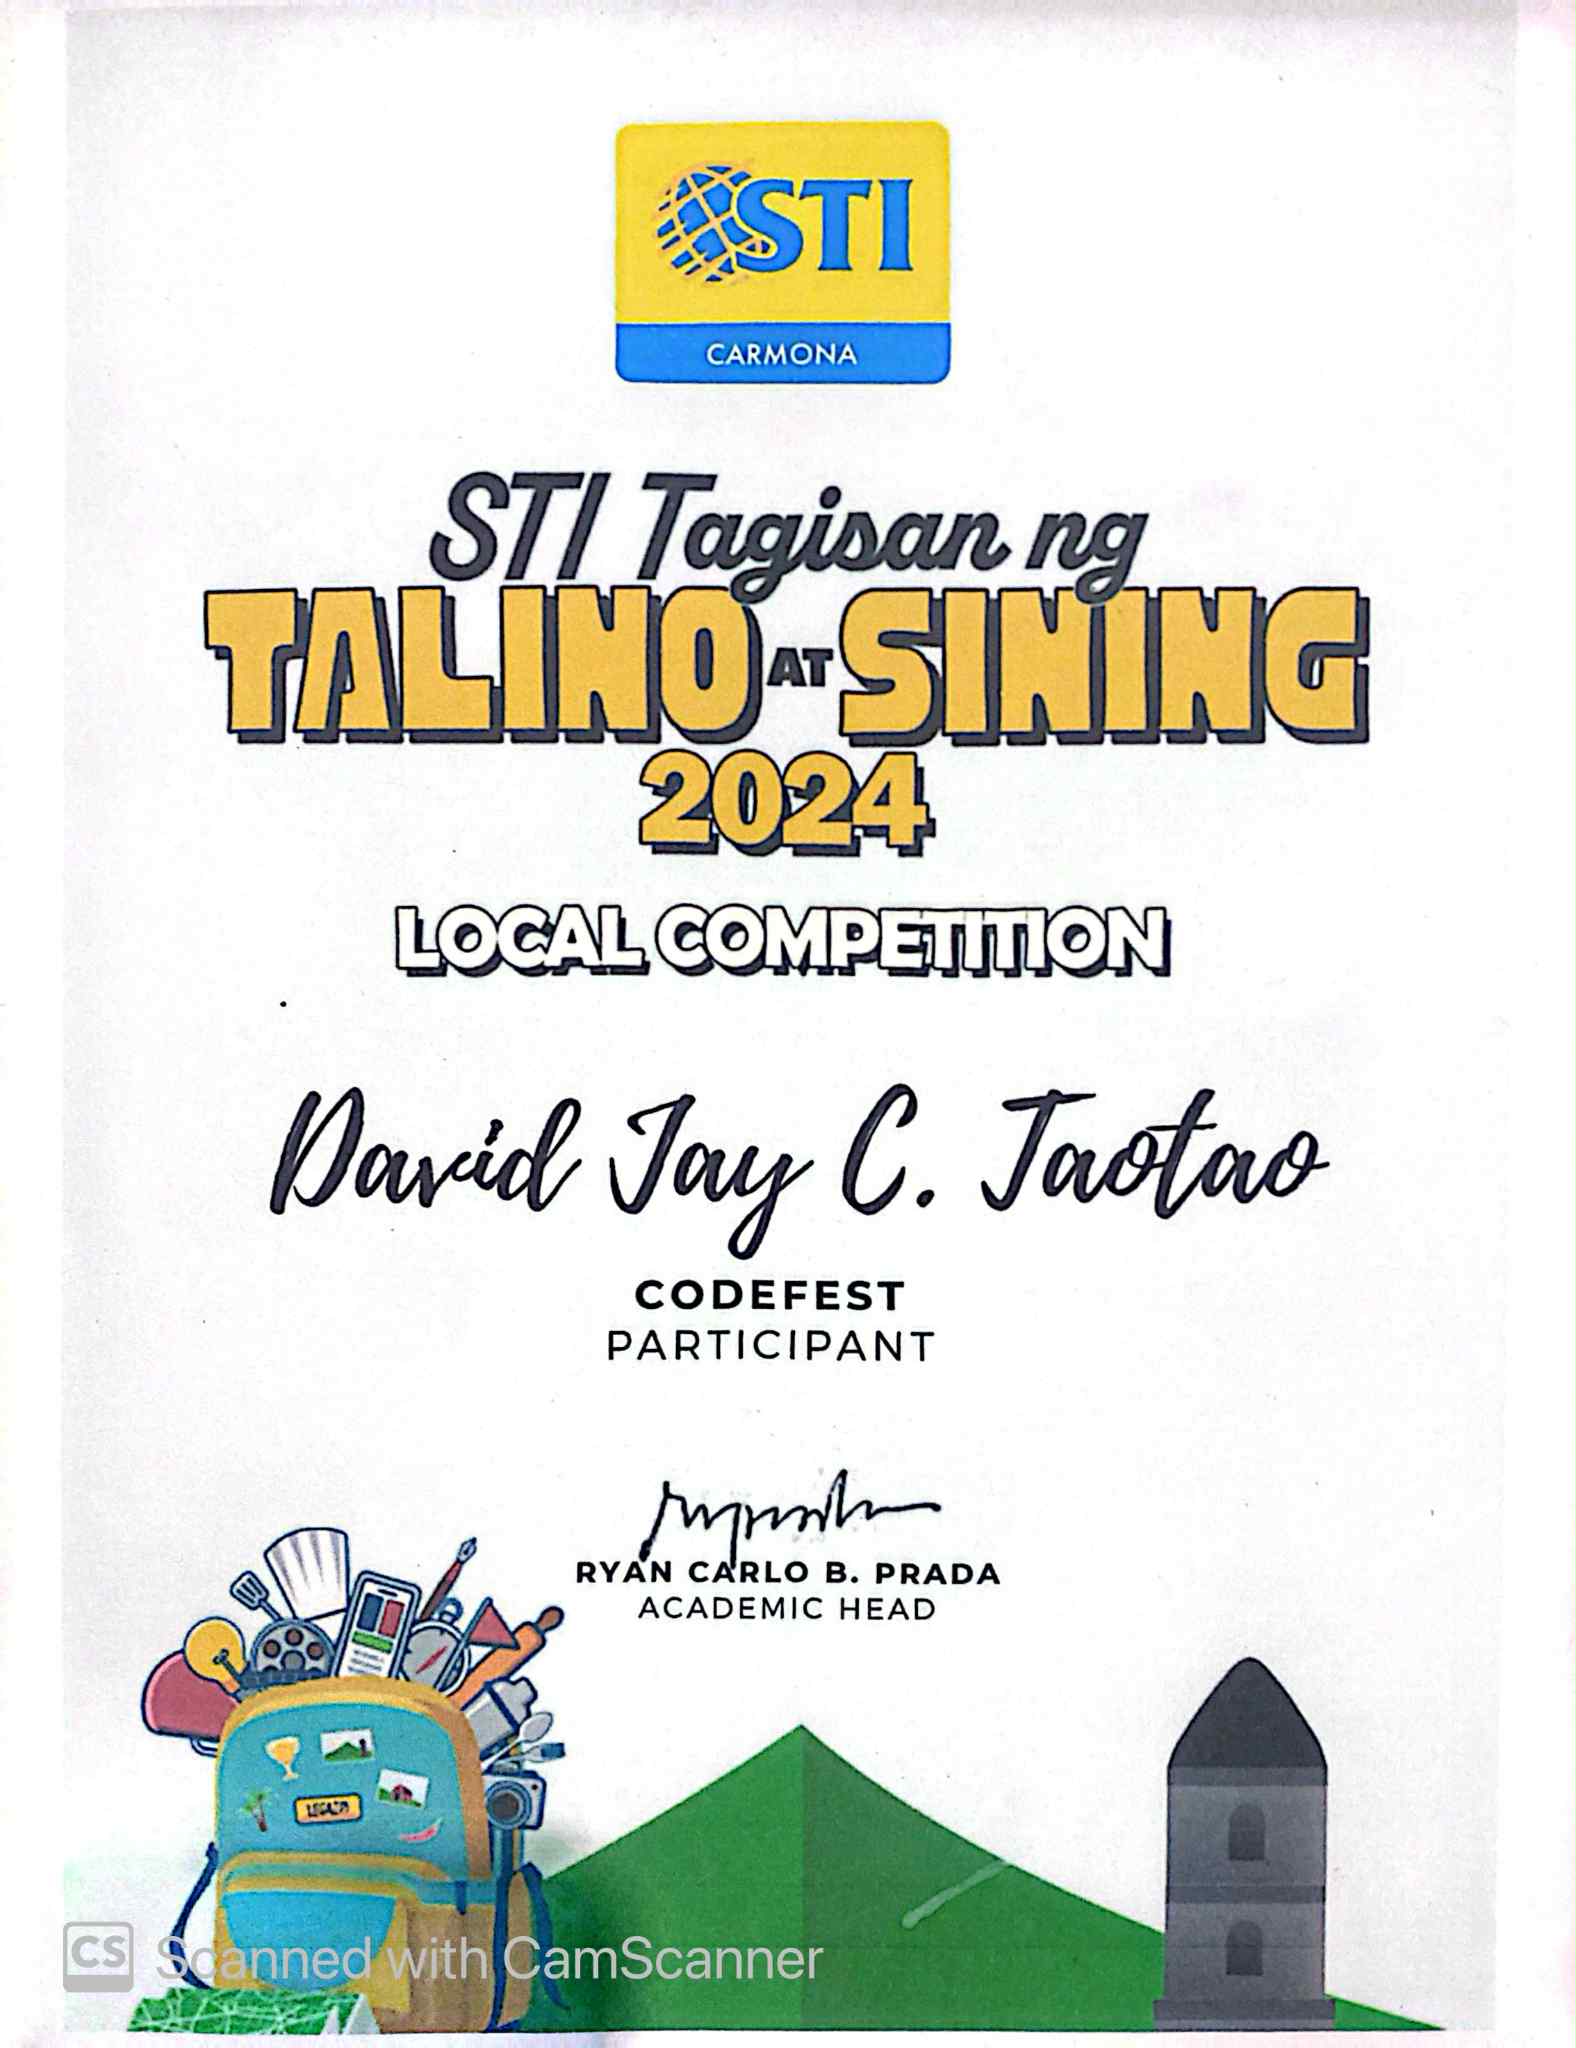 STI
CARMONA
STI Tagisan ng
TALINO AT SINING
2024
LOCAL COMPETITION
David Jay C. Taotao
CODEFEST
PARTICIPANT
RYAN CARLO B. PRADA
ACADEMIC HEAD
LEGAZPI
CS Scanned with CamScanner